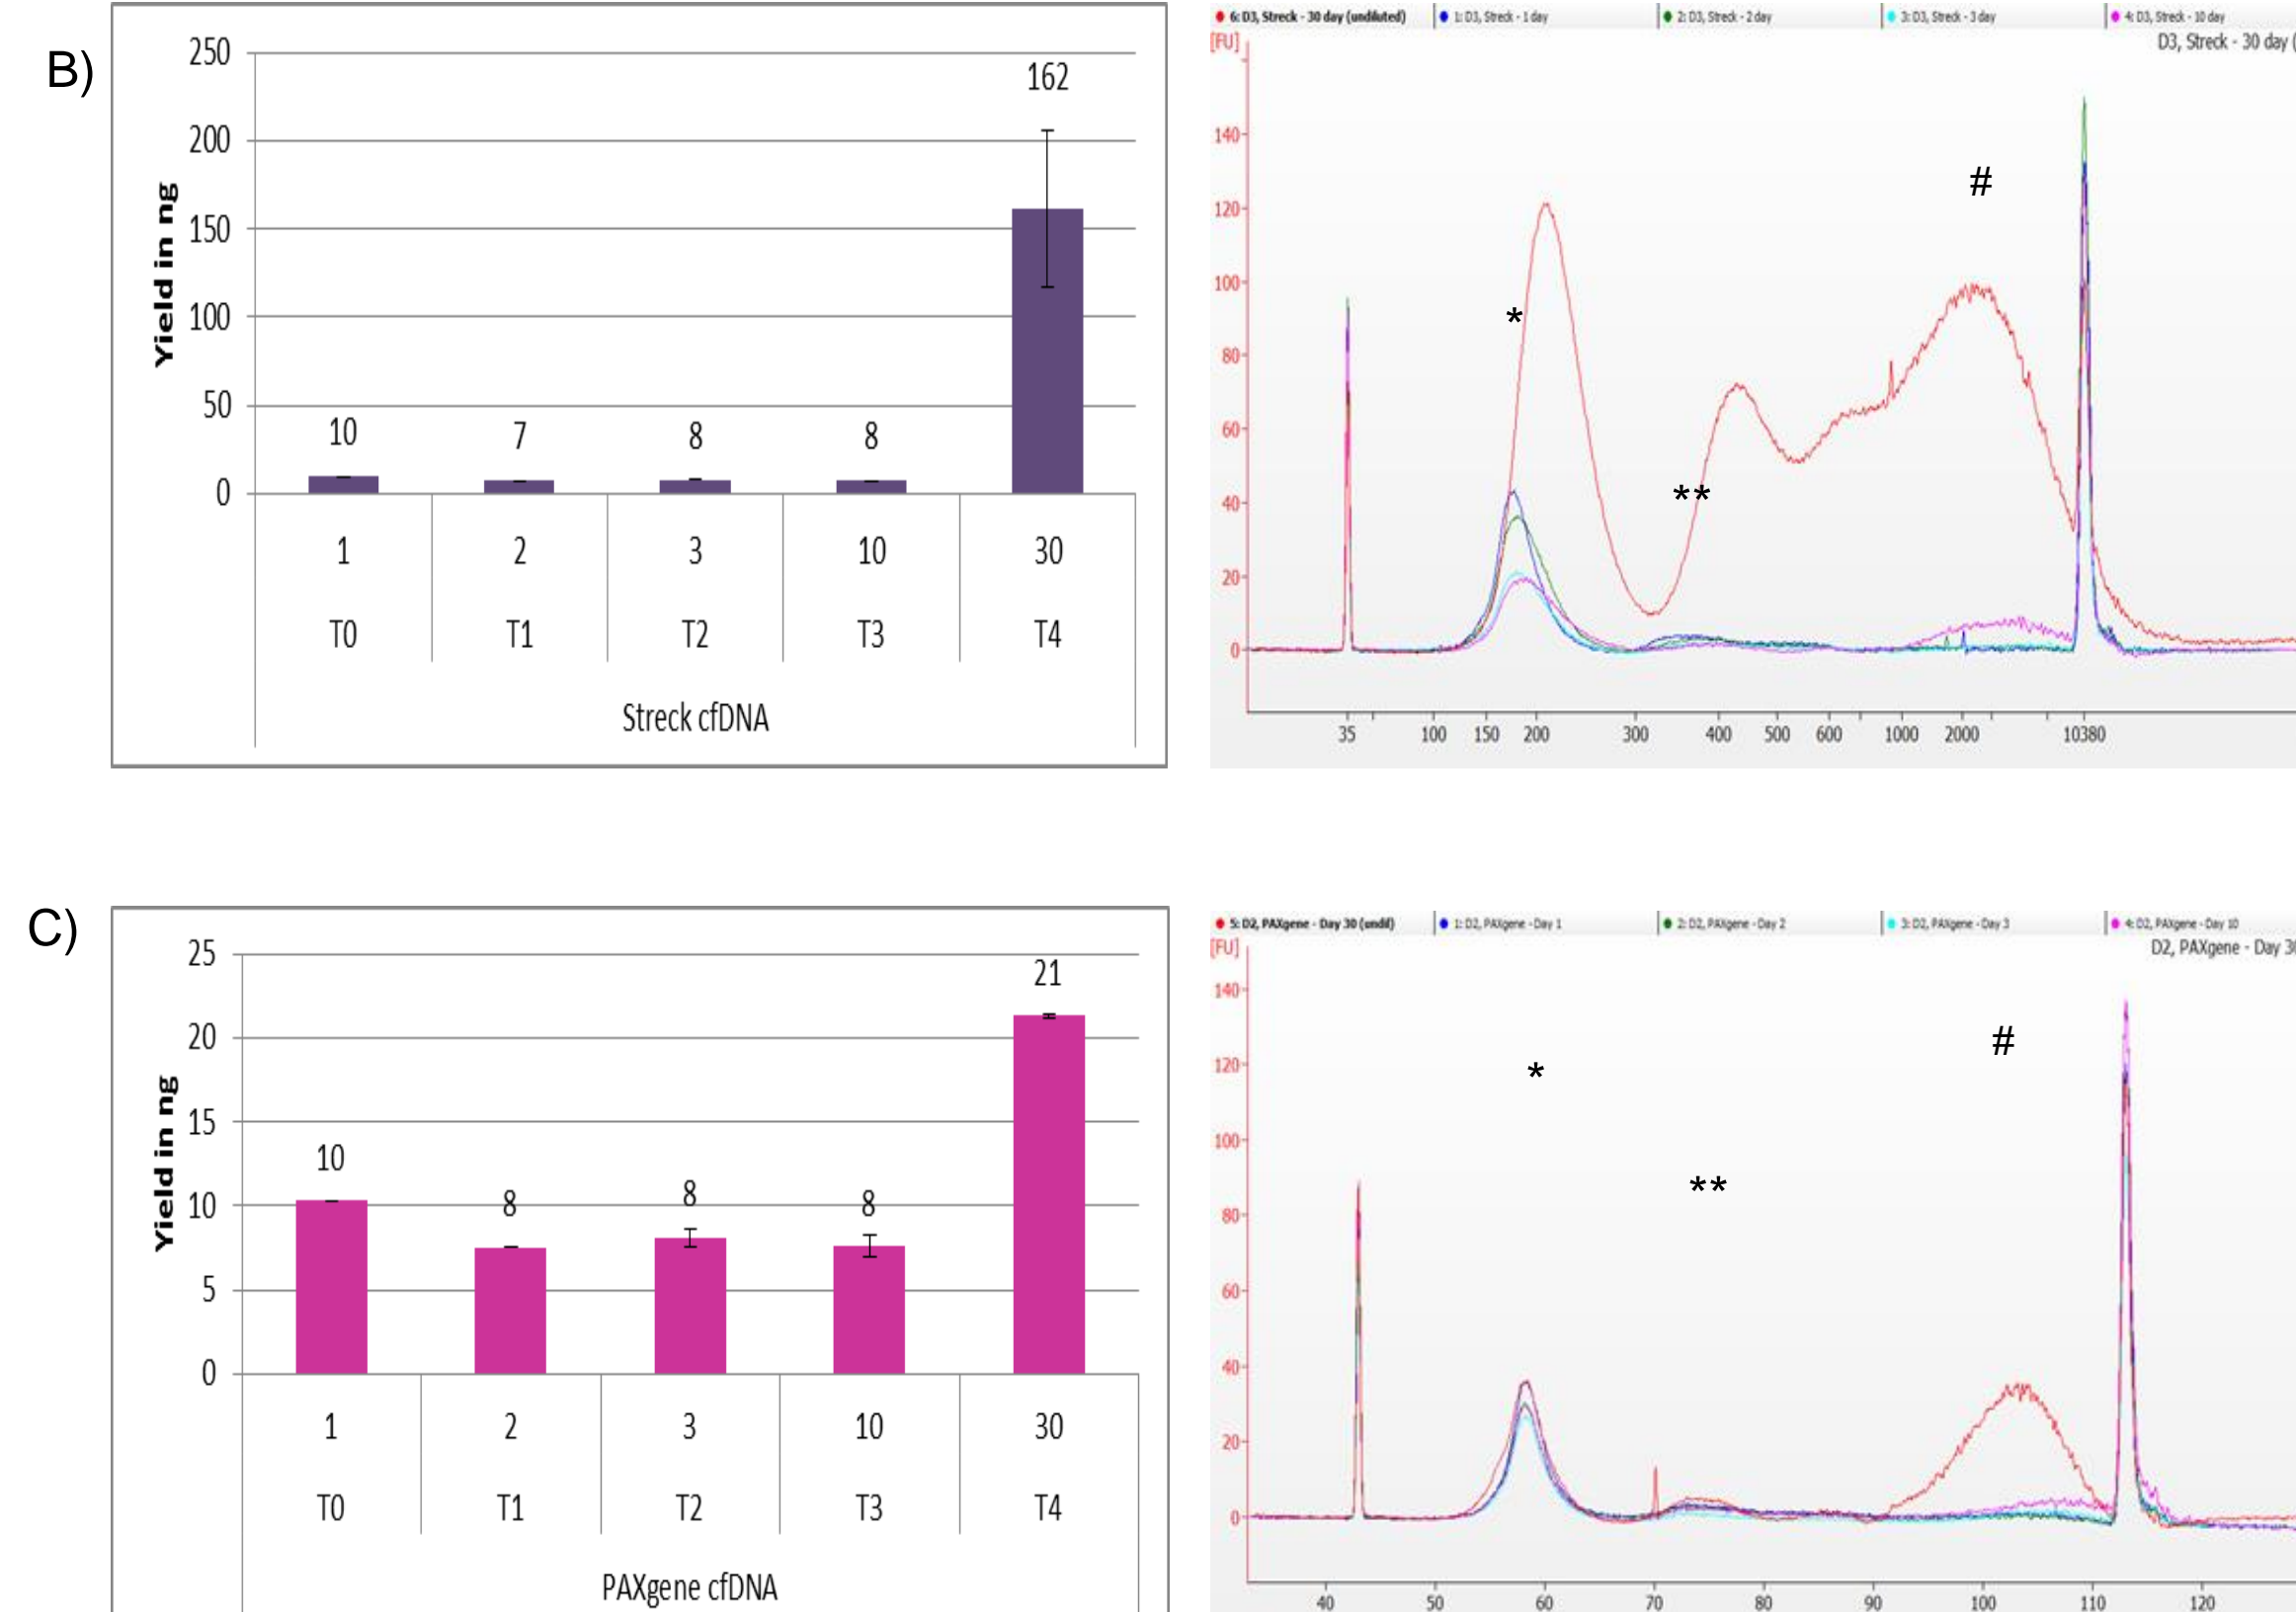 B)
250
200
150
100
50
0
Yield in ng
10
7
8
8
162
1
2
3
10
30
T0
T1
T2
T3
T4
Streck cfDNA
6: D3, Streck - 30 day (undiluted)
1: D3, Streck - 1 day
2: D3, Streck - 2 day
3: D3, Streck - 3 day
4: D3, Streck - 10 day
[FU]
D3, Streck - 30 day (
140
120
100
80
60
40
20
0
*
**
#
35
100
150
200
300
400
500
600
1000
2000
10380
C)
25
20
15
10
5
0
Yield in ng
10
8
8
8
21
1
2
3
10
30
T0
T1
T2
T3
T4
PAXgene cfDNA
5: D2, PAXgene - Day 30 (undil)
1: D2, PAXgene - Day 1
2: D2, PAXgene - Day 2
3: D2, PAXgene - Day 3
4: D2, PAXgene - Day 10
[FU]
D2, PAXgene - Day 30
140
120
100
80
60
40
20
0
*
**
#
40
50
60
70
80
90
100
110
120